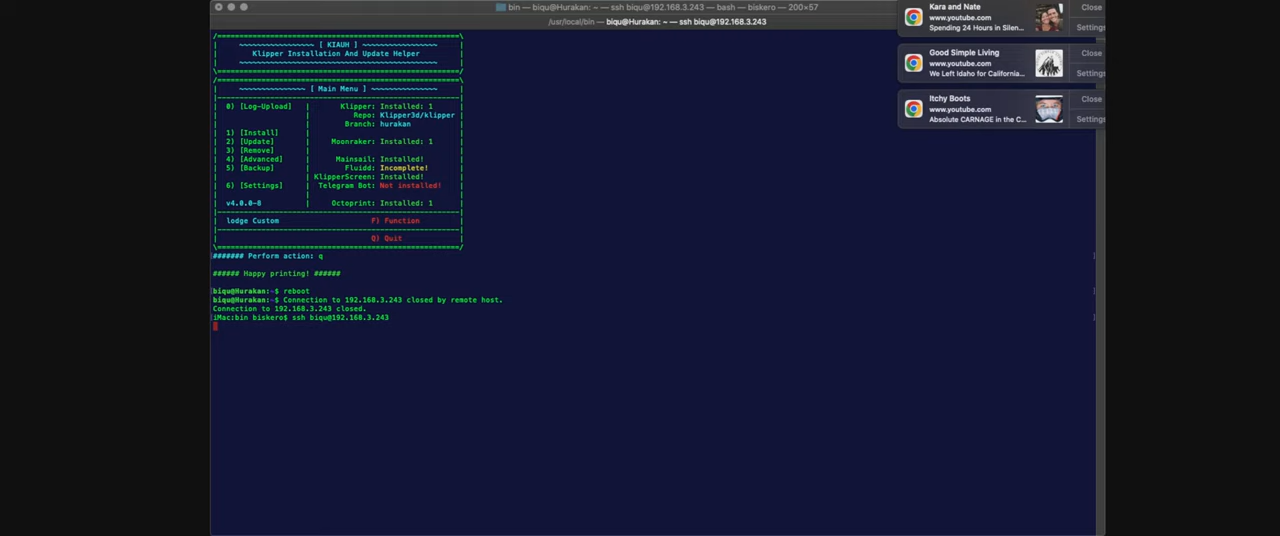 bin — biqu@Hurakan: ~ — ssh biqu@192.168.3.243 — bash — biskero — 200×57
/usr/local/bin — biqu@Hurakan: ~ — ssh biqu@192.168.3.243
/=======================================================\
| ~~~~~~~~~~~~~~~~~ [ KIAUH ] ~~~~~~~~~~~~~~~~~ |
| Klipper Installation And Update Helper |
| ~~~~~~~~~~~~~~~~~~~~~~~~~~~~~~~~~~~~~~~~~~~~~ |
\=======================================================/
/=======================================================\
| ~~~~~~~~~~~~~~~ [ Main Menu ] ~~~~~~~~~~~~~~~ |
|-------------------------------------------------------|
| 0) [Log-Upload] | Klipper: Installed: 1 |
| | Repo: Klipper3d/klipper |
| | Branch: hurakan |
| 1) [Install] | |
| 2) [Update] | Moonraker: Installed: 1 |
| 3) [Remove] | |
| 4) [Advanced] | Mainsail: Installed! |
| 5) [Backup] | Fluidd: Incomplete! |
| | KlipperScreen: Installed! |
| 6) [Settings] | Telegram Bot: Not installed! |
| | |
| v4.0.0-8 | Octoprint: Installed: 1 |
|-------------------------------------------------------|
| lodge Custom F) Function |
|-------------------------------------------------------|
| Q) Quit |
\=======================================================/
####### Perform action: q
###### Happy printing! ######
biqu@Hurakan:~$ reboot
biqu@Hurakan:~$ Connection to 192.168.3.243 closed by remote host.
Connection to 192.168.3.243 closed.
iMac:bin biskero$ ssh biqu@192.168.3.243
Kara and Nate
www.youtube.com
Spending 24 Hours in Silen...
Close
Settings
Good Simple Living
www.youtube.com
We Left Idaho for California...
Close
Settings
Itchy Boots
www.youtube.com
Absolute CARNAGE in the C...
Close
Settings